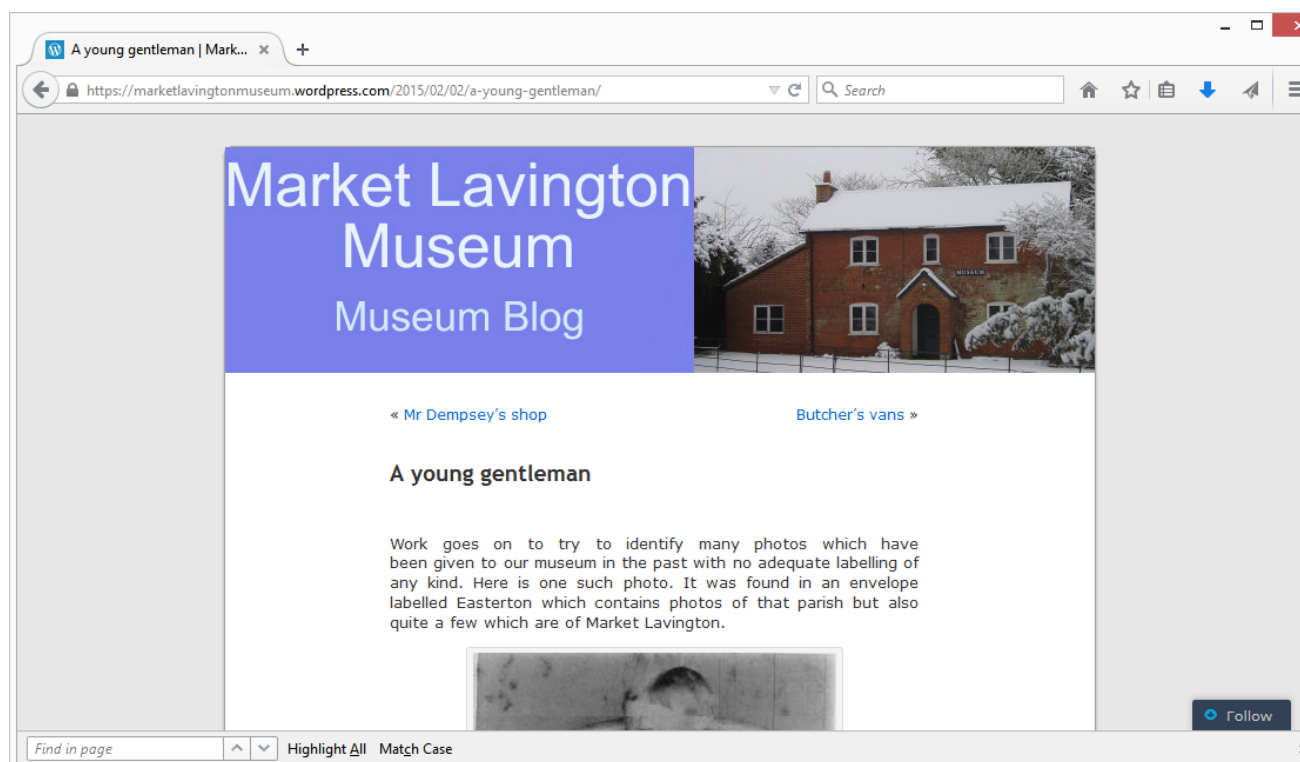 A young gentleman | Mark...
https://marketlavingtonmuseum.wordpress.com/2015/02/02/a-young-gentleman/
Search
Market Lavington
Museum
Museum Blog
MUSEUM
« Mr Dempsey's shop
Butcher's vans »
A young gentleman
Work goes on to try to identify many photos which have
been given to our museum in the past with no adequate labelling of
any kind. Here is one such photo. It was found in an envelope
labelled Easterton which contains photos of that parish but also
quite a few which are of Market Lavington.
Follow
Find in page
Highlight All Match Case